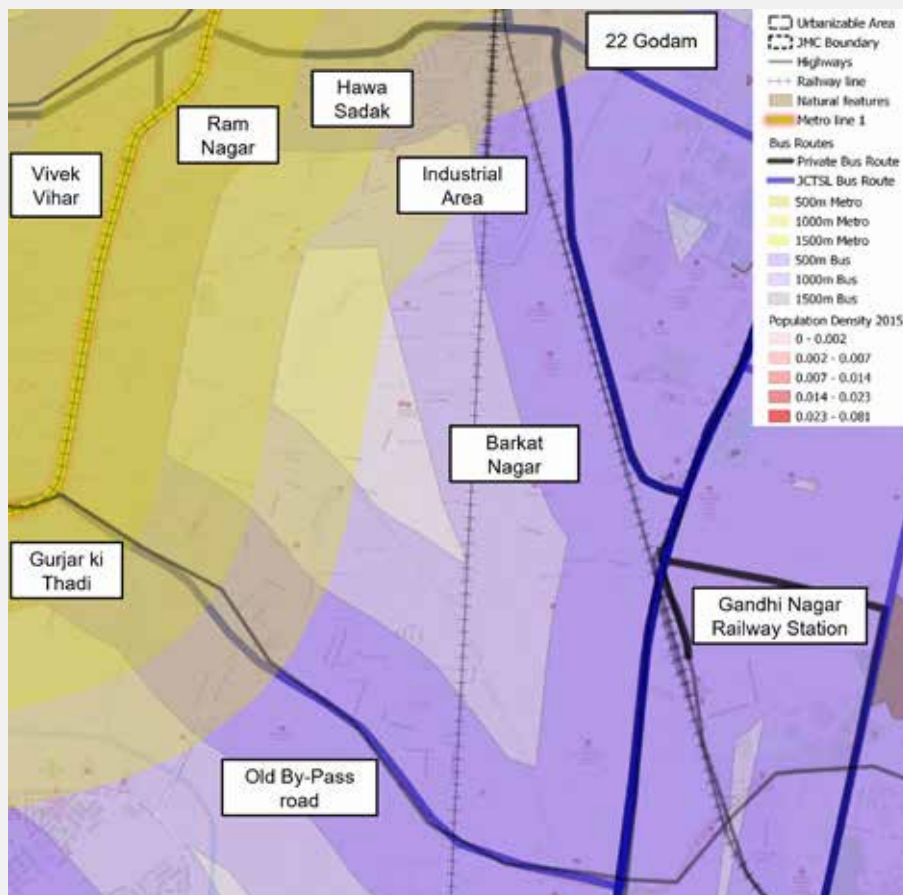 22 Godam
Hawa
Sadak
Ram
Nagar
Vivek
Vihar
Industrial
Area
Barkat
Nagar
Gurjar ki
Thadi
Gandhi Nagar
Railway Station
Old By-Pass
road
Urbanizable Area
JMC Boundary
Highways
Railway line
Natural features
Metro line 1
Bus Routes
Private Bus Route
JCTSL Bus Route
500m Metro
1000m Metro
1500m Metro
500m Bus
1000m Bus
1500m Bus
Population Density 2015
0 - 0.002
0.002 - 0.007
0.007 - 0.014
0.014 - 0.023
0.023 - 0.081